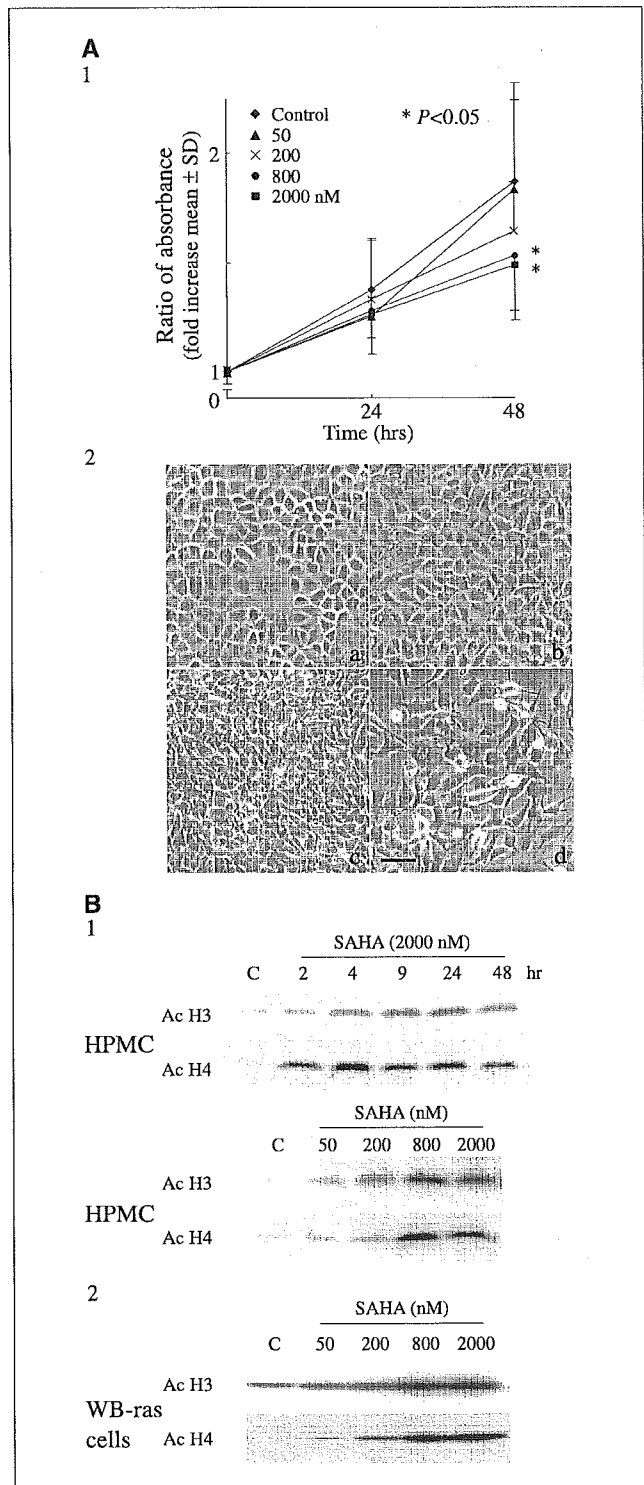 A
1
Control
50
200
800
2000 nM
* P<0.05
Ratio of absorbance
(fold increase mean ± SD)
2
1
0
*
*
24
48
Time (hrs)
2
a
b
c
d
B
1
SAHA (2000 nM)
C 2 4 9 24 48 hr
Ac H3
HPMC
Ac H4
SAHA (nM)
C 50 200 800 2000
Ac H3
HPMC
Ac H4
2
SAHA (nM)
C 50 200 800 2000
Ac H3
WB-ras
cells
Ac H4